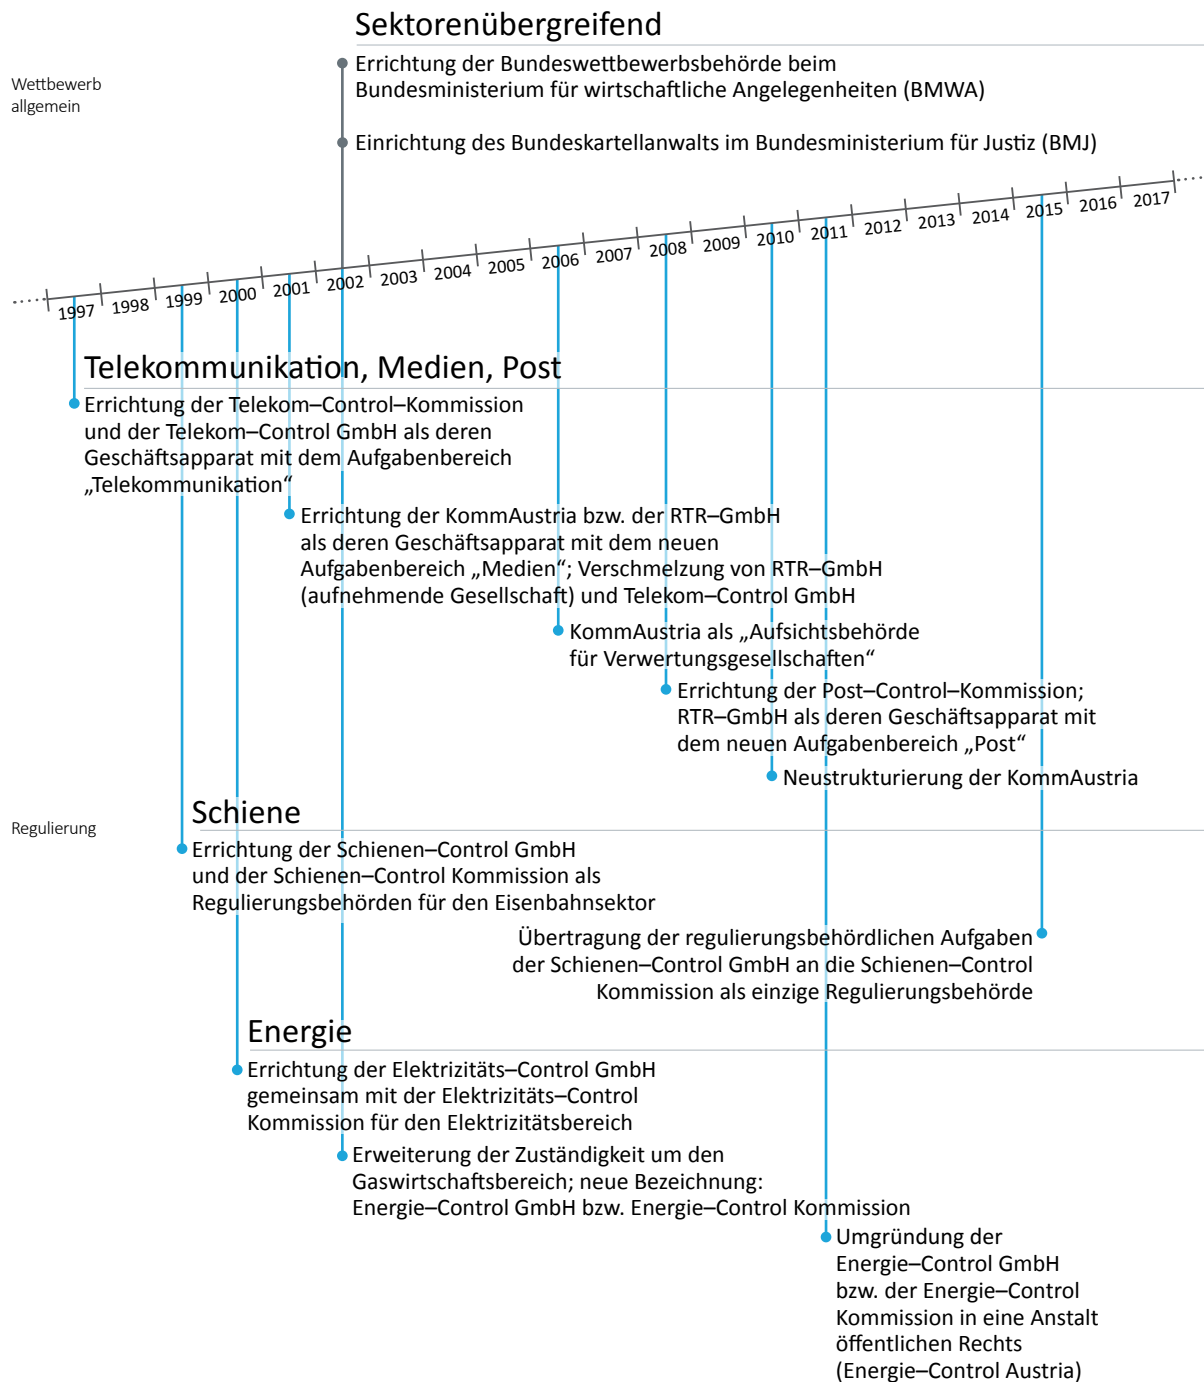 Sektorenübergreifend
Wettbewerb
allgemein
Errichtung der Bundeswettbewerbsbehörde beim
Bundesministerium für wirtschaftliche Angelegenheiten (BMWA)
Einrichtung des Bundeskartellanwalts im Bundesministerium für Justiz (BMJ)
1997 1998 1999 2000 2001 2002 2003 2004 2005 2006 2007 2008 2009 2010 2011 2012 2013 2014 2015 2016 2017
Telekommunikation, Medien, Post
Errichtung der Telekom–Control–Kommission
und der Telekom–Control GmbH als deren
Geschäftsapparat mit dem Aufgabenbereich
„Telekommunikation“
Errichtung der KommAustria bzw. der RTR–GmbH
als deren Geschäftsapparat mit dem neuen
Aufgabenbereich „Medien“; Verschmelzung von RTR–GmbH
(aufnehmende Gesellschaft) und Telekom–Control GmbH
KommAustria als „Aufsichtsbehörde
für Verwertungsgesellschaften“
Errichtung der Post–Control–Kommission;
RTR–GmbH als deren Geschäftsapparat mit
dem neuen Aufgabenbereich „Post“
Neustrukturierung der KommAustria
Regulierung
Schiene
Errichtung der Schienen–Control GmbH
und der Schienen–Control Kommission als
Regulierungsbehörden für den Eisenbahnsektor
Übertragung der regulierungsbehördlichen Aufgaben
der Schienen–Control GmbH an die Schienen–Control
Kommission als einzige Regulierungsbehörde
Energie
Errichtung der Elektrizitäts–Control GmbH
gemeinsam mit der Elektrizitäts–Control
Kommission für den Elektrizitätsbereich
Erweiterung der Zuständigkeit um den
Gaswirtschaftsbereich; neue Bezeichnung:
Energie–Control GmbH bzw. Energie–Control Kommission
Umgründung der
Energie–Control GmbH
bzw. der Energie–Control
Kommission in eine Anstalt
öffentlichen Rechts
(Energie–Control Austria)